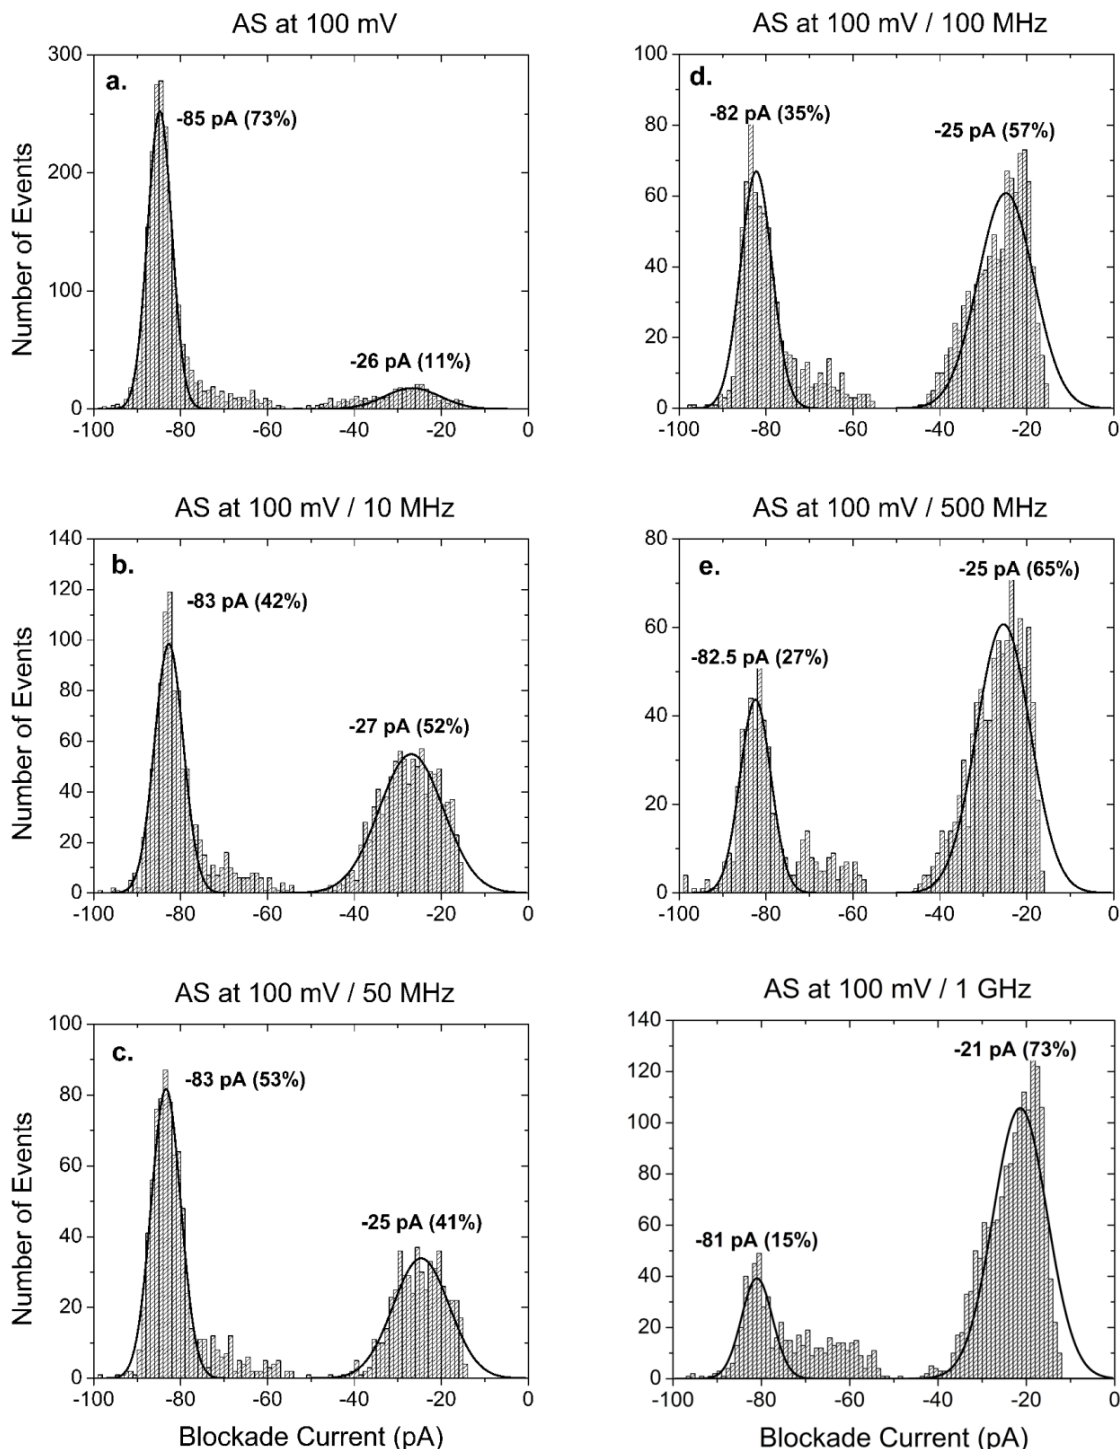 AS at 100 mV
a.
300
200
100
0
-85 pA (73%)
-26 pA (11%)
-100 -80 -60 -40 -20 0
Number of Events
AS at 100 mV / 10 MHz
b.
140
120
100
80
60
40
20
0
-83 pA (42%)
-27 pA (52%)
-100 -80 -60 -40 -20 0
Number of Events
AS at 100 mV / 50 MHz
c.
100
80
60
40
20
0
-83 pA (53%)
-25 pA (41%)
-100 -80 -60 -40 -20 0
Number of Events
Blockade Current (pA)
AS at 100 mV / 100 MHz
d.
100
80
60
40
20
0
-82 pA (35%)
-25 pA (57%)
-100 -80 -60 -40 -20 0
AS at 100 mV / 500 MHz
e.
80
60
40
20
0
-25 pA (65%)
-82.5 pA (27%)
-100 -80 -60 -40 -20 0
AS at 100 mV / 1 GHz
140
120
100
80
60
40
20
0
-21 pA (73%)
-81 pA (15%)
-100 -80 -60 -40 -20 0
Blockade Current (pA)